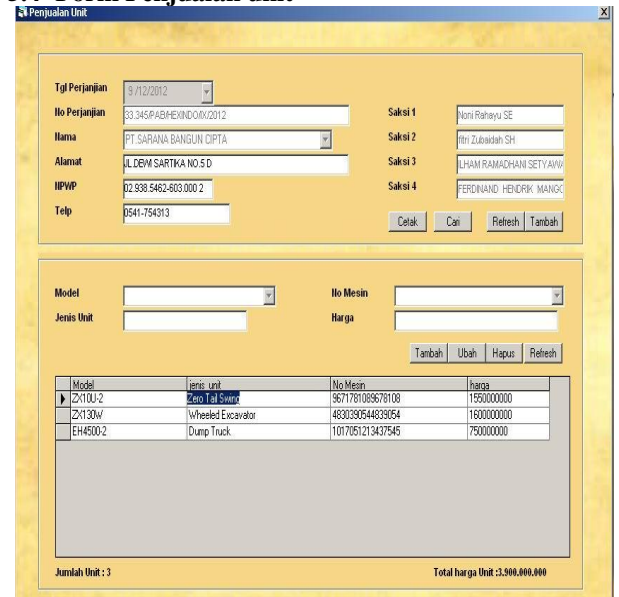 Penjualan Unit X
Tgl Perjanjian 9 /12/2012
No Perjanjian 33.345/PAB/HEXINDO/IX/2012 Saksi 1 Noni Rahayu SE
Nama PT.SARANA BANGUN CIPTA Saksi 2 fitri Zubaidah SH
Alamat JL.DEWI SARTIKA NO.5 D Saksi 3 ILHAM RAMADHANI
NPWP 02.938.5462-603.000 2 Saksi 4 FERDINAND HENDRIK MANGO
Telp 0541-754313
Cetak Cari Refresh Tambah
Model No Mesin
Jenis Unit Harga
Tambah Ubah Hapus Refresh
Model jenis_unit No Mesin harga
ZX10U-2 Zero Tail Swing 9671781089678108 1550000000
ZX130W Wheeled Excavator 4830390544839054 1600000000
EH4500-2 Dump Truck 1017051213437545 750000000
Jumlah Unit : 3 Total harga Unit :3.900.000.000